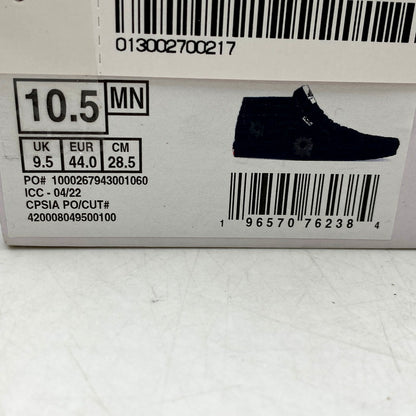 013002700217
10.5 MN
UK EUR CM
9.5 44.0 28.5
PO# 1000267943001060
ICC - 04/22
CPSIA PO/CUT#
420008049500100
1 96570 76238 4